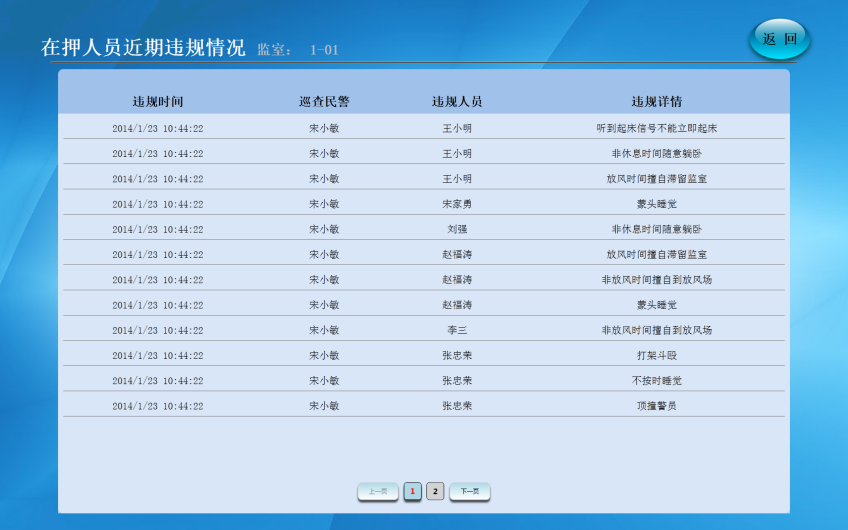 在押人员近期违规情况 监室： 1-01
返 回
违规时间 巡查民警 违规人员 违规详情
2014/1/23 10:44:22 宋小敏 王小明 听到起床信号不能立即起床
2014/1/23 10:44:22 宋小敏 王小明 非休息时间随意躺卧
2014/1/23 10:44:22 宋小敏 王小明 放风时间擅自滞留监室
2014/1/23 10:44:22 宋小敏 宋家勇 蒙头睡觉
2014/1/23 10:44:22 宋小敏 刘强 非休息时间随意躺卧
2014/1/23 10:44:22 宋小敏 赵福涛 放风时间擅自滞留监室
2014/1/23 10:44:22 宋小敏 赵福涛 非放风时间擅自到放风场
2014/1/23 10:44:22 宋小敏 赵福涛 蒙头睡觉
2014/1/23 10:44:22 宋小敏 李三 非放风时间擅自到放风场
2014/1/23 10:44:22 宋小敏 张忠荣 打架斗殴
2014/1/23 10:44:22 宋小敏 张忠荣 不按时睡觉
2014/1/23 10:44:22 宋小敏 张忠荣 顶撞警员
上一页 1 2 下一页